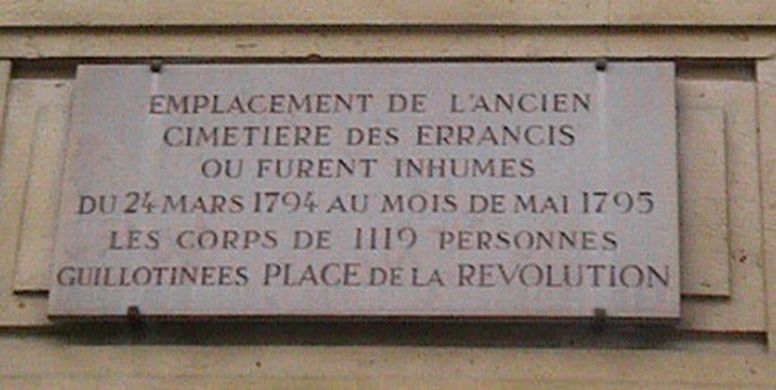 EMPLACEMENT DE L'ANCIEN
CIMETIERE DES ERRANCIS
OU FURENT INHUMES
DU 24 MARS 1794 AU MOIS DE MAI 1795
LES CORPS DE 1119 PERSONNES
GUILLOTINEES PLACE DE LA REVOLUTION